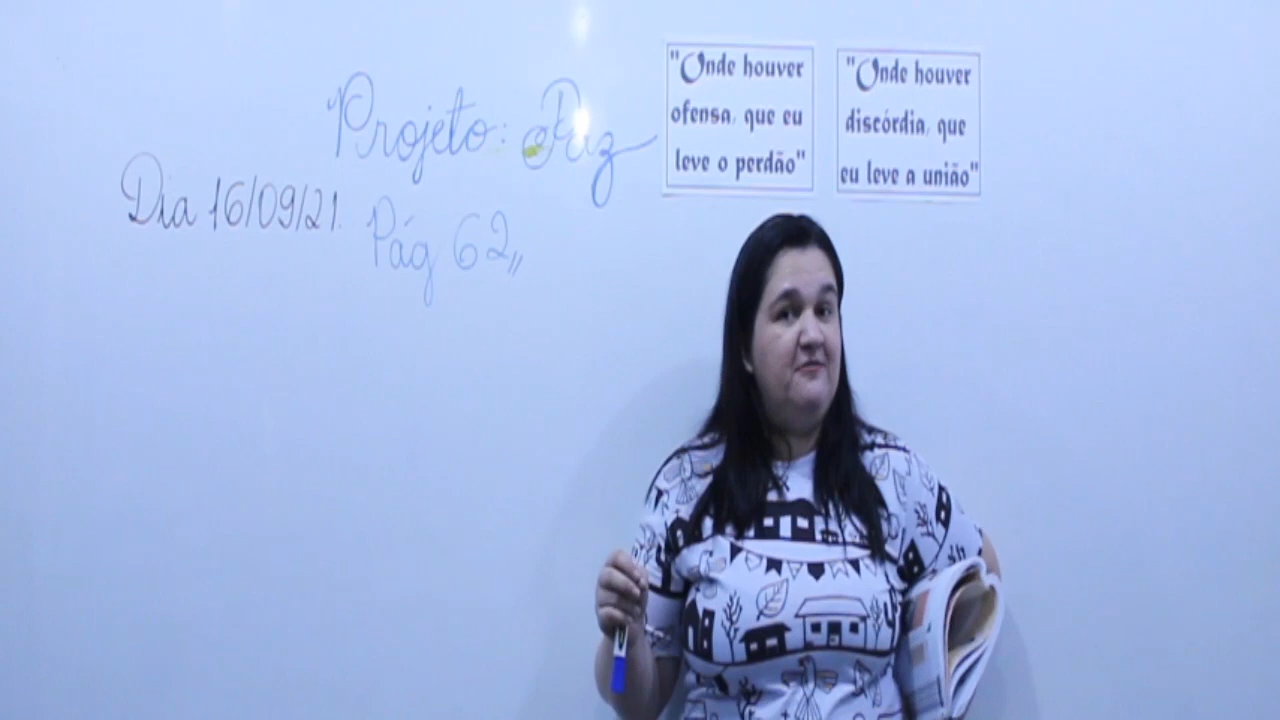 Projeto: Paz
Dia 16/09/21. Pág 62,,
"Onde houver
ofensa, que eu
leve o perdão"
"Onde houver
discórdia, que
eu leve a união"